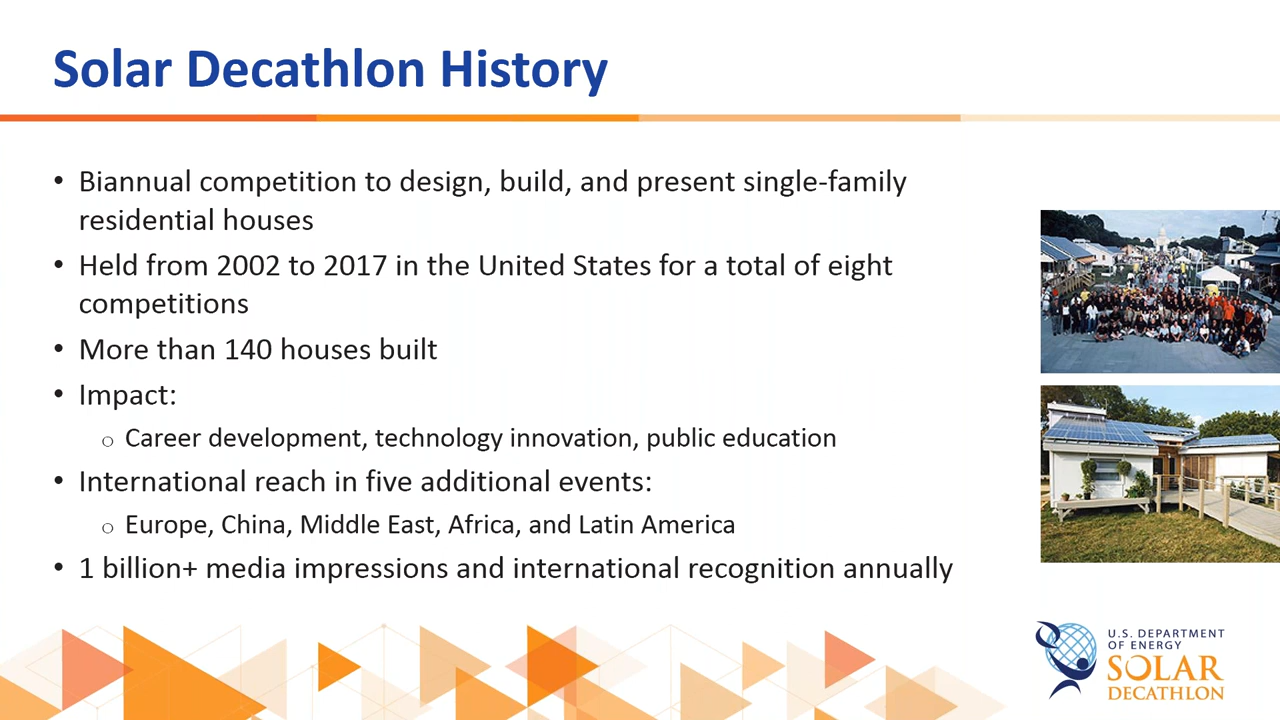 Solar Decathlon History
• Biannual competition to design, build, and present single-family
residential houses
• Held from 2002 to 2017 in the United States for a total of eight
competitions
• More than 140 houses built
• Impact:
o Career development, technology innovation, public education
• International reach in five additional events:
o Europe, China, Middle East, Africa, and Latin America
• 1 billion+ media impressions and international recognition annually
U.S. DEPARTMENT
OF ENERGY
SOLAR
DECATHLON